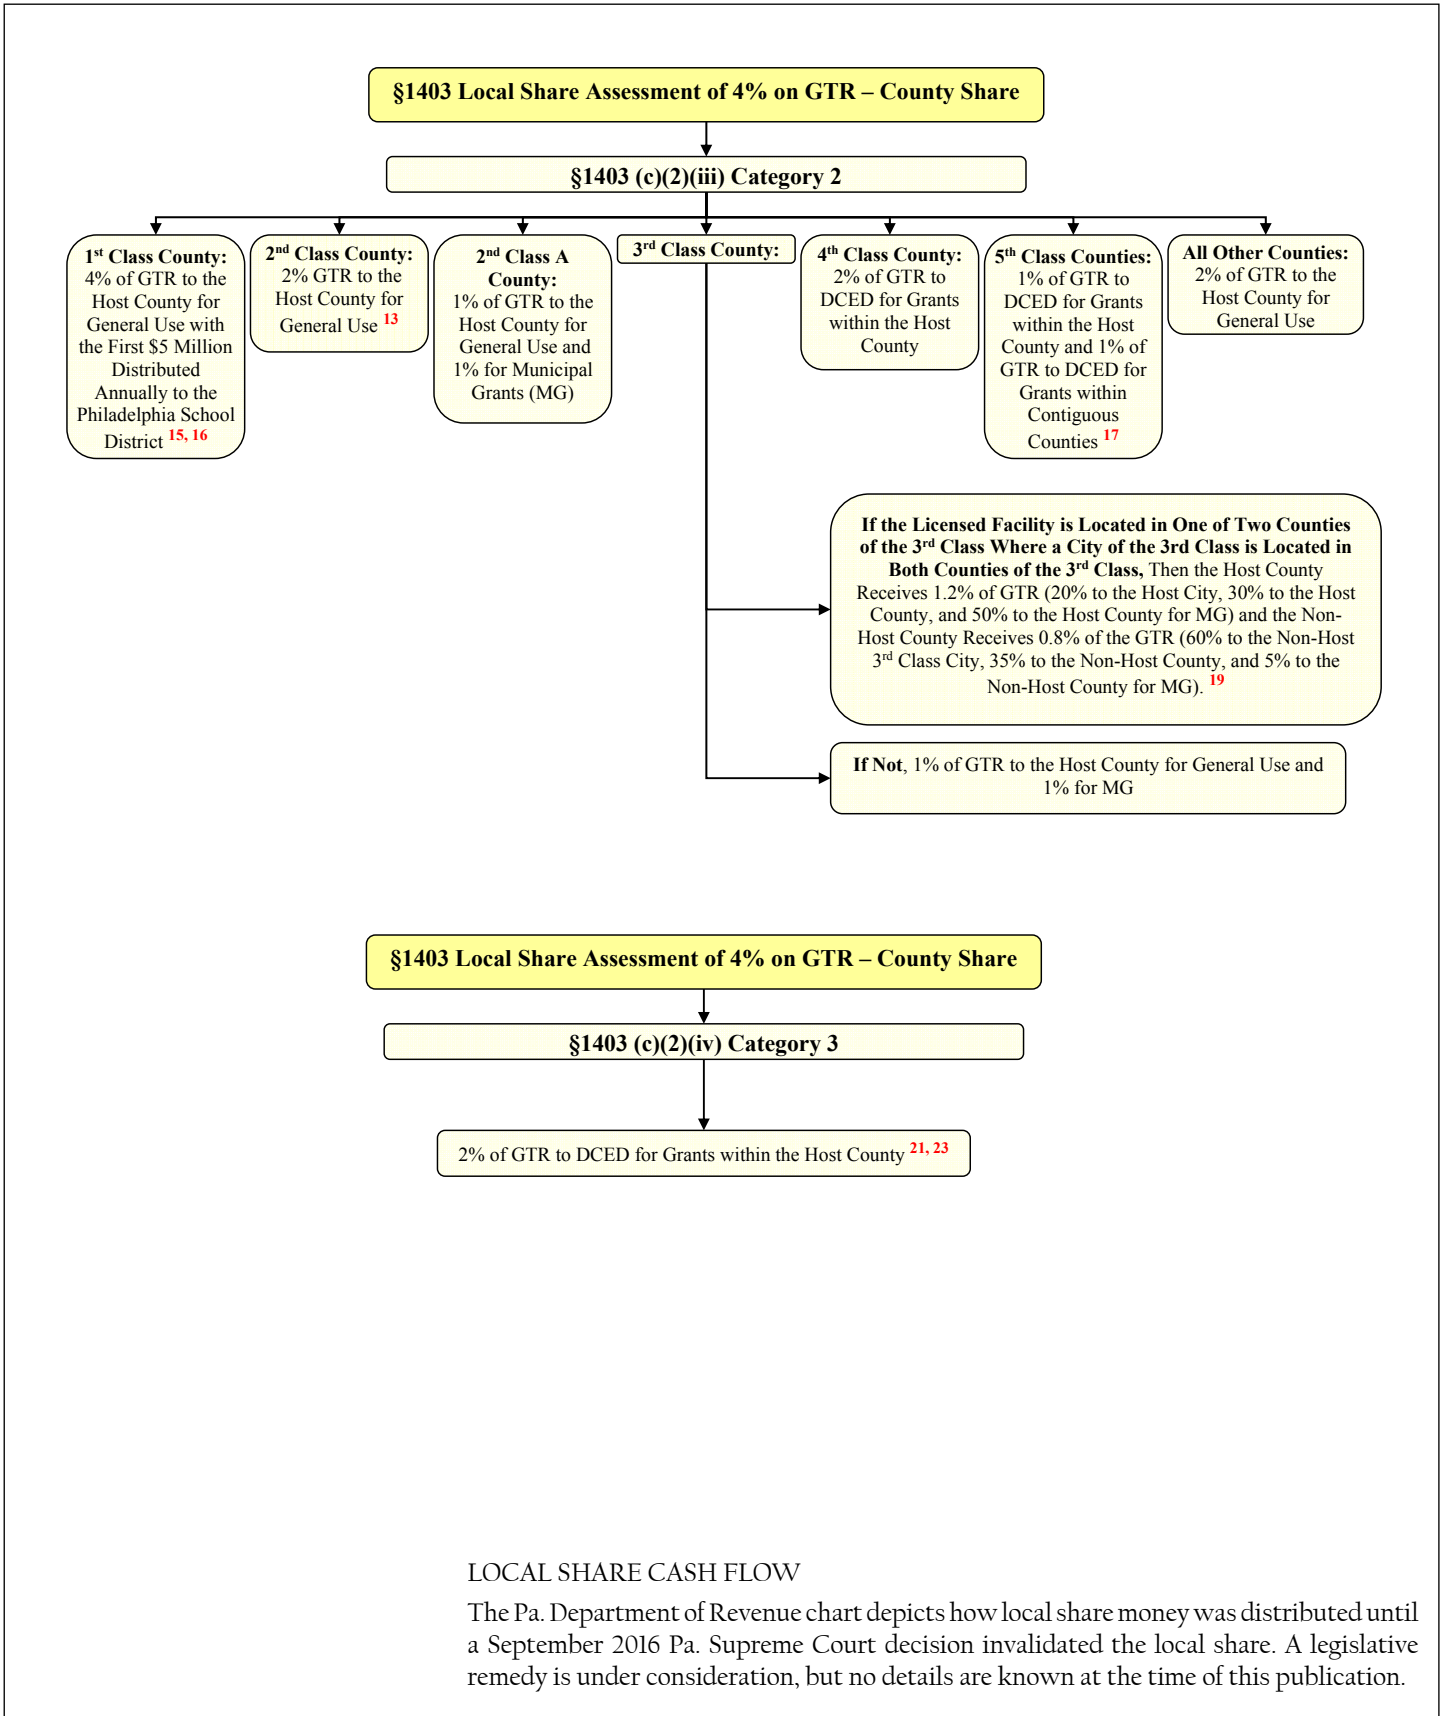 §1403 Local Share Assessment of 4% on GTR – County Share
§1403 (c)(2)(iii) Category 2
1st Class County:
4% of GTR to the
Host County for
General Use with
the First $5 Million
Distributed
Annually to the
Philadelphia School
District 15, 16
2nd Class County:
2% GTR to the
Host County for
General Use 13
2nd Class A
County:
1% of GTR to the
Host County for
General Use and
1% for Municipal
Grants (MG)
3rd Class County:
4th Class County:
2% of GTR to
DCED for Grants
within the Host
County
5th Class Counties:
1% of GTR to
DCED for Grants
within the Host
County and 1% of
GTR to DCED for
Grants within
Contiguous
Counties 17
All Other Counties:
2% of GTR to the
Host County for
General Use
If the Licensed Facility is Located in One of Two Counties
of the 3rd Class Where a City of the 3rd Class is Located in
Both Counties of the 3rd Class, Then the Host County
Receives 1.2% of GTR (20% to the Host City, 30% to the Host
County, and 50% to the Host County for MG) and the Non-
Host County Receives 0.8% of the GTR (60% to the Non-Host
3rd Class City, 35% to the Non-Host County, and 5% to the
Non-Host County for MG). 19
If Not, 1% of GTR to the Host County for General Use and
1% for MG
§1403 Local Share Assessment of 4% on GTR – County Share
§1403 (c)(2)(iv) Category 3
2% of GTR to DCED for Grants within the Host County 21, 23
LOCAL SHARE CASH FLOW
The Pa. Department of Revenue chart depicts how local share money was distributed until
a September 2016 Pa. Supreme Court decision invalidated the local share. A legislative
remedy is under consideration, but no details are known at the time of this publication.